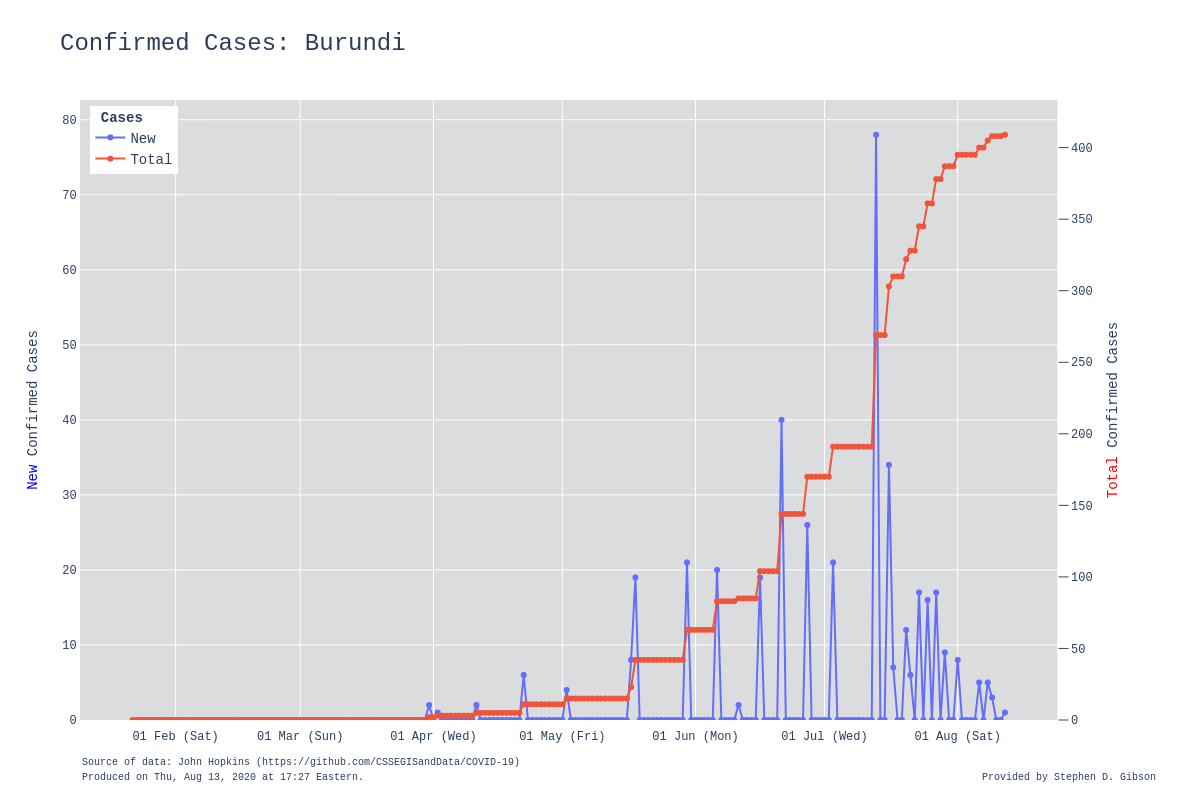 Confirmed Cases: Burundi
Cases
New
Total
80
70
60
50
40
30
20
10
0
New Confirmed Cases
400
350
300
250
200
150
100
50
0
Total Confirmed Cases
01 Feb (Sat)
01 Mar (Sun)
01 Apr (Wed)
01 May (Fri)
01 Jun (Mon)
01 Jul (Wed)
01 Aug (Sat)
Source of data: John Hopkins (https://github.com/CSSEGISandData/COVID-19)
Produced on Thu, Aug 13, 2020 at 17:27 Eastern.
Provided by Stephen D. Gibson